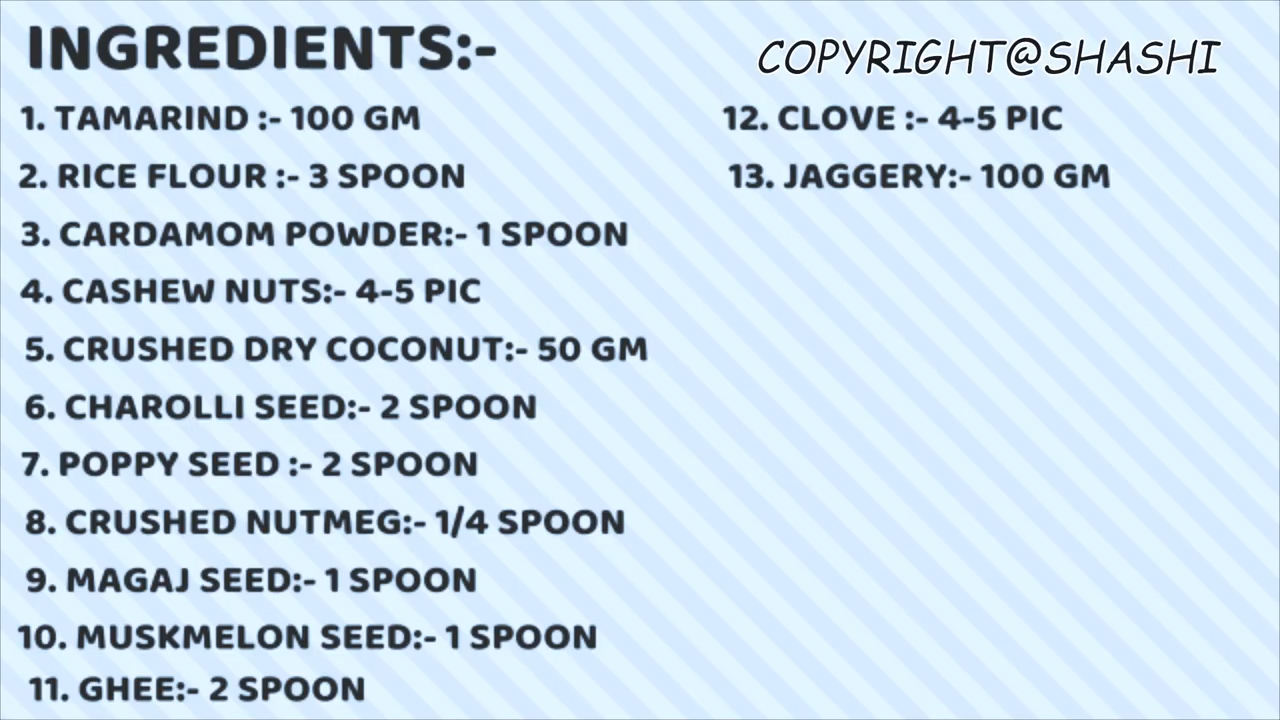 INGREDIENTS:-
COPYRIGHT@SHASHI
1. TAMARIND :- 100 GM
2. RICE FLOUR :- 3 SPOON
3. CARDAMOM POWDER:- 1 SPOON
4. CASHEW NUTS:- 4-5 PIC
5. CRUSHED DRY COCONUT:- 50 GM
6. CHAROLLI SEED:- 2 SPOON
7. POPPY SEED :- 2 SPOON
8. CRUSHED NUTMEG:- 1/4 SPOON
9. MAGAJ SEED:- 1 SPOON
10. MUSKMELON SEED:- 1 SPOON
11. GHEE:- 2 SPOON
12. CLOVE :- 4-5 PIC
13. JAGGERY:- 100 GM